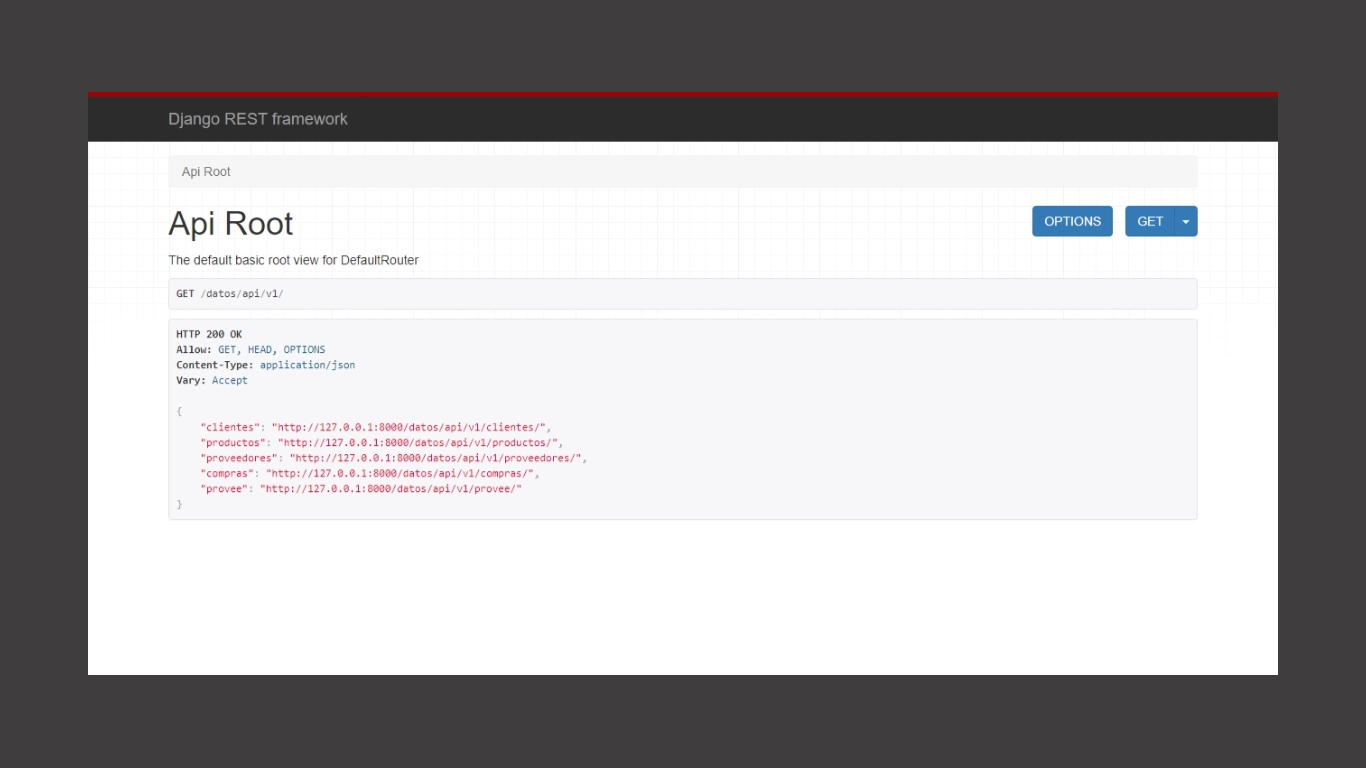 Django REST framework
Api Root
Api Root
OPTIONS
GET
The default basic root view for DefaultRouter
GET /datos/api/v1/
HTTP 200 OK
Allow: GET, HEAD, OPTIONS
Content-Type: application/json
Vary: Accept
{
    "clientes": "http://127.0.0.1:8000/datos/api/v1/clientes/",
    "productos": "http://127.0.0.1:8000/datos/api/v1/productos/",
    "proveedores": "http://127.0.0.1:8000/datos/api/v1/proveedores/",
    "compras": "http://127.0.0.1:8000/datos/api/v1/compras/",
    "provee": "http://127.0.0.1:8000/datos/api/v1/provee/"
}